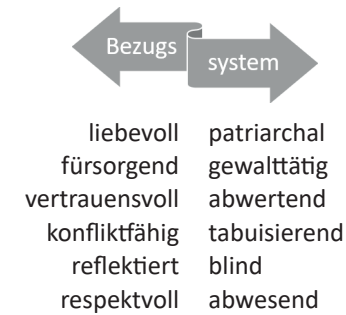 Bezugs system
liebevoll patriarchal
fürsorgend gewalttätig
vertrauensvoll abwertend
konfliktfähig tabuisierend
reflektiert blind
respektvoll abwesend